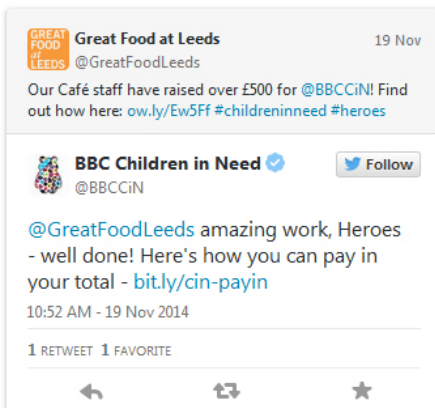 GREAT
FOOD
at
LEEDS
Great Food at Leeds
19 Nov
@GreatFoodLeeds
Our Café staff have raised over £500 for @BBCCiN! Find
out how here: ow.ly/Ew5Ff #childreninneed #heroes
BBC Children in Need
Follow
@BBCCiN
@GreatFoodLeeds amazing work, Heroes
- well done! Here's how you can pay in
your total - bit.ly/cin-payin
10:52 AM - 19 Nov 2014
1 RETWEET 1 FAVORITE